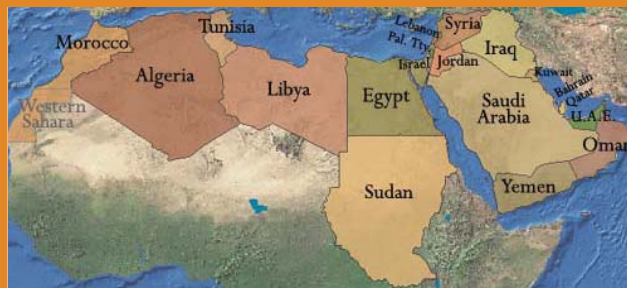 Morocco
Tunisia
Lebanon
Syria
Pal. Tty.
Iraq
Algeria
Libya
Israel
Jordan
Egypt
Kuwait
Bahrain
Qatar
Western
Sahara
Saudi
Arabia
U.A.E.
Oman
Sudan
Yemen